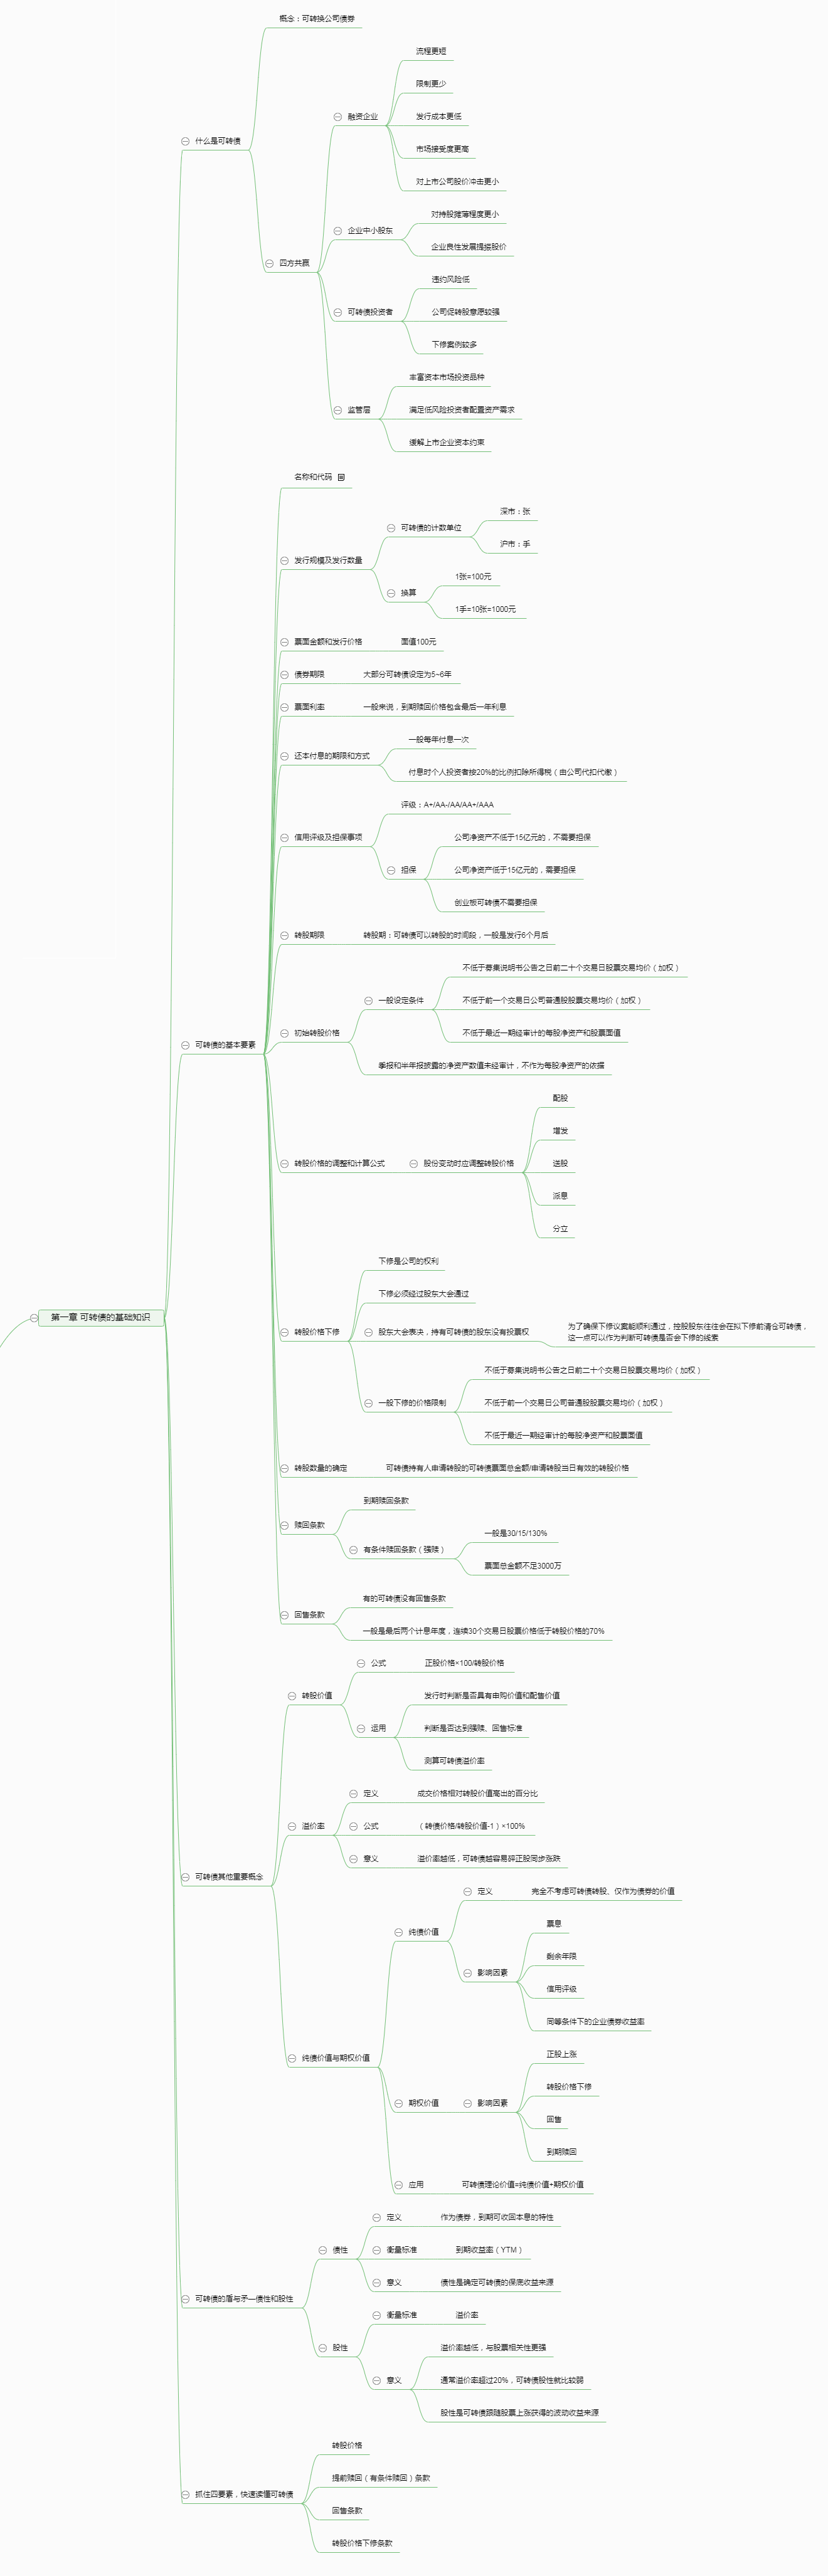 概念：可转换公司债券
流程更短
限制更少
融资企业
发行成本更低
什么是可转债
市场接受度更高
对上市公司股价冲击更小
对持股摊薄程度更小
企业中小股东
企业良性发展提振股价
四方共赢
违约风险低
可转债投资者
公司促转股意愿较强
下修案例较多
丰富资本市场投资品种
监管层
满足低风险投资者配置资产需求
缓解上市企业资本约束
名称和代码
深市：张
可转债的计数单位
沪市：手
发行规模及发行数量
1张=100元
换算
1手=10张=1000元
票面金额和发行价格
面值100元
债券期限
大部分可转债设定为5~6年
票面利率
一般来说，到期赎回价格包含最后一年利息
一般每年付息一次
还本付息的期限和方式
付息时个人投资者按20%的比例扣除所得税（由公司代扣代缴）
评级：A+/AA-/AA/AA+/AAA
信用评级及担保事项
公司净资产不低于15亿元的，不需要担保
担保
公司净资产低于15亿元的，需要担保
创业板可转债不需要担保
转股期限
转股期：可转债可以转股的时间段，一般是发行6个月后
不低于募集说明书公告之日前二十个交易日股票交易均价（加权）
一般设定条件
不低于前一个交易日公司普通股股票交易均价（加权）
初始转股价格
不低于最近一期经审计的每股净资产和股票面值
可转债的基本要素
季报和半年报披露的净资产数值未经审计，不作为每股净资产的依据
配股
增发
转股价格的调整和计算公式
股份变动时应调整转股价格
送股
派息
分立
下修是公司的权利
下修必须经过股东大会通过
第一章 可转债的基础知识
转股价格下修
股东大会表决，持有可转债的股东没有投票权
为了确保下修议案能顺利通过，控股股东往往会在拟下修前清仓可转债，
这一点可以作为判断可转债是否会下修的线索
不低于募集说明书公告之日前二十个交易日股票交易均价（加权）
一般下修的价格限制
不低于前一个交易日公司普通股股票交易均价（加权）
不低于最近一期经审计的每股净资产和股票面值
转股数量的确定
可转债持有人申请转股的可转债票面总金额/申请转股当日有效的转股价格
到期赎回条款
赎回条款
一般是30/15/130%
有条件赎回条款（强赎）
票面总金额不足3000万
有的可转债没有回售条款
回售条款
一般是最后两个计息年度，连续30个交易日股票价格低于转股价格的70%
公式
正股价格×100/转股价格
转股价值
发行时判断是否具有申购价值和配售价值
运用
判断是否达到强赎、回售标准
测算可转债溢价率
定义
成交价格相对转股价值高出的百分比
溢价率
公式
（转债价格/转股价值-1）×100%
意义
溢价率越低，可转债越容易碎正股同步涨跌
可转债其他重要概念
定义
完全不考虑可转债转股、仅作为债券的价值
纯债价值
票息
剩余年限
影响因素
信用评级
同等条件下的企业债券收益率
纯债价值与期权价值
正股上涨
转股价格下修
期权价值
影响因素
回售
到期赎回
应用
可转债理论价值=纯债价值+期权价值
定义
作为债券，到期可收回本息的特性
债性
衡量标准
到期收益率（YTM）
意义
债性是确定可转债的保底收益来源
可转债的盾与矛—债性和股性
衡量标准
溢价率
股性
溢价率越低，与股票相关性更强
意义
通常溢价率超过20%，可转债股性就比较弱
股性是可转债跟随股票上涨获得的波动收益来源
转股价格
提前赎回（有条件赎回）条款
抓住四要素，快速读懂可转债
回售条款
转股价格下修条款